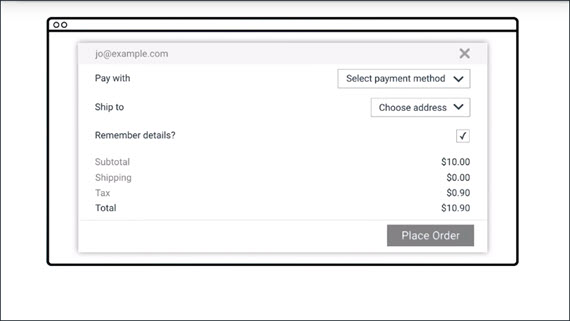 jo@example.com
Pay with Select payment method
Ship to Choose address
Remember details?
Subtotal $10.00
Shipping $0.00
Tax $0.90
Total $10.90
Place Order